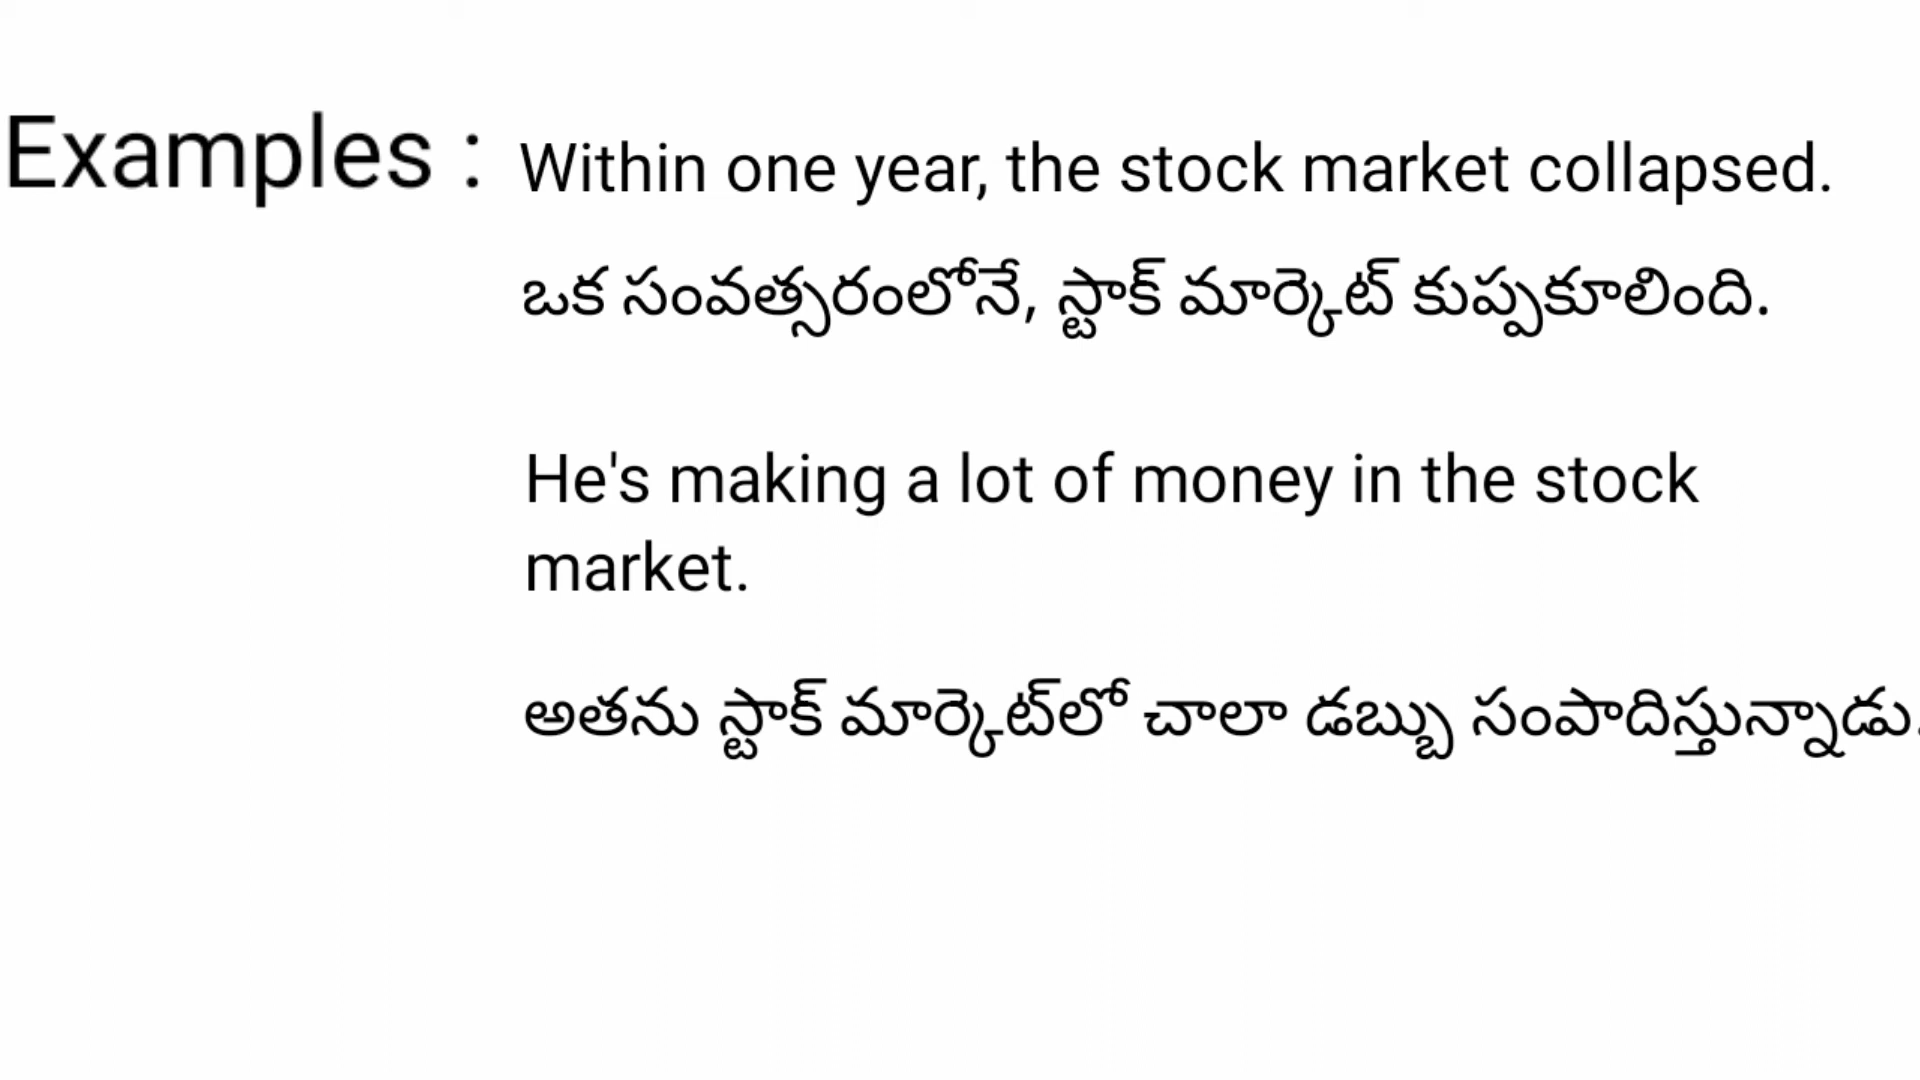 Examples : Within one year, the stock market collapsed.
ఒక సంవత్సరంలోనే, స్టాక్ మార్కెట్ కుప్పకూలింది.
He's making a lot of money in the stock
market.
అతను స్టాక్ మార్కెట్‌లో చాలా డబ్బు సంపాదిస్తున్నాడు.